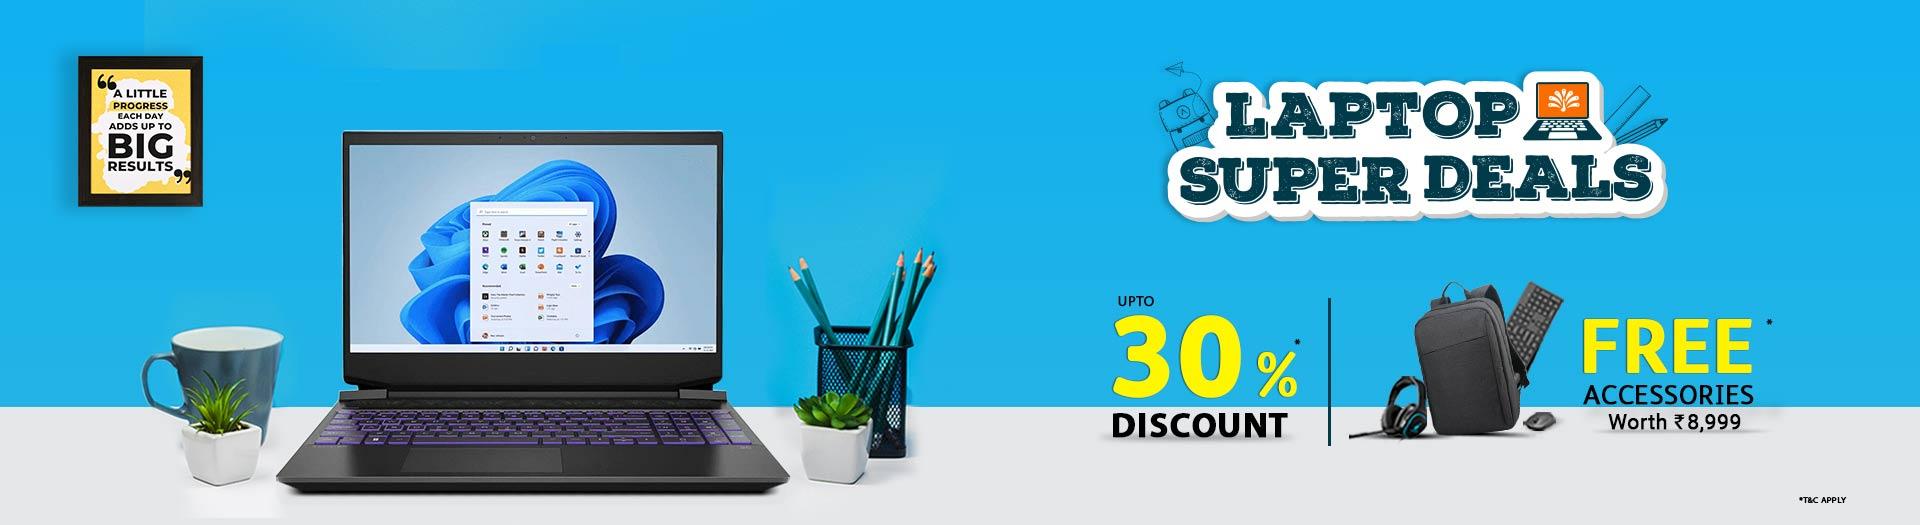 “A LITTLE
PROGRESS
EACH DAY
ADDS UP TO
BIG
RESULTS”
LAPTOP
SUPER DEALS
UPTO
30%*
DISCOUNT
FREE*
ACCESSORIES
Worth ₹8,999
*T&C APPLY